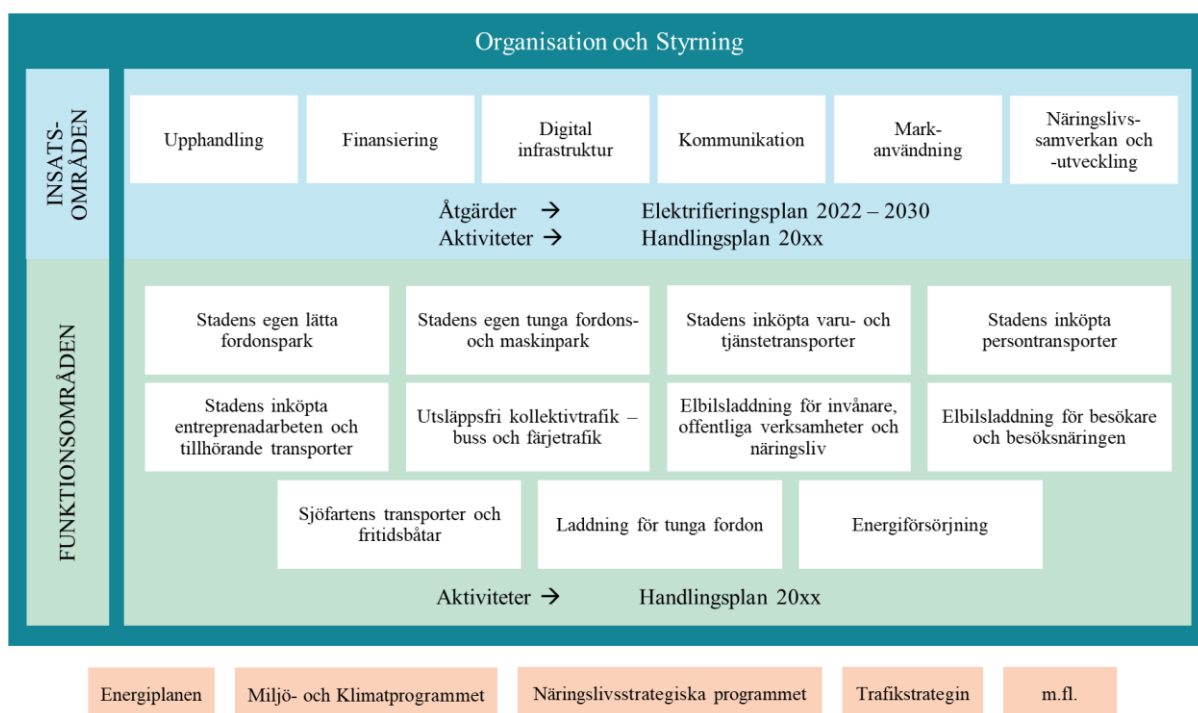 Organisation och Styrning
INSATS-
OMRÅDEN
Upphandling
Finansiering
Digital
infrastruktur
Kommunikation
Mark-
användning
Näringslivs-
samverkan och
-utveckling
Åtgärder → Elektrifieringsplan 2022 – 2030
Aktiviteter → Handlingsplan 20xx
FUNKTIONSOMRÅDEN
Stadens egen lätta
fordonspark
Stadens egen tunga fordons-
och maskinpark
Stadens inköpta varu- och
tjänstetransporter
Stadens inköpta
persontransporter
Stadens inköpta
entreprenadarbeten och
tillhörande transporter
Utsläppsfri kollektivtrafik –
buss och färjetrafik
Elbilsladdning för invånare,
offentliga verksamheter och
näringsliv
Elbilsladdning för besökare
och besöksnäringen
Sjöfartens transporter och
fritidsbåtar
Laddning för tunga fordon
Energiförsörjning
Aktiviteter → Handlingsplan 20xx
Energiplanen
Miljö- och Klimatprogrammet
Näringslivsstrategiska programmet
Trafikstrategin
m.fl.